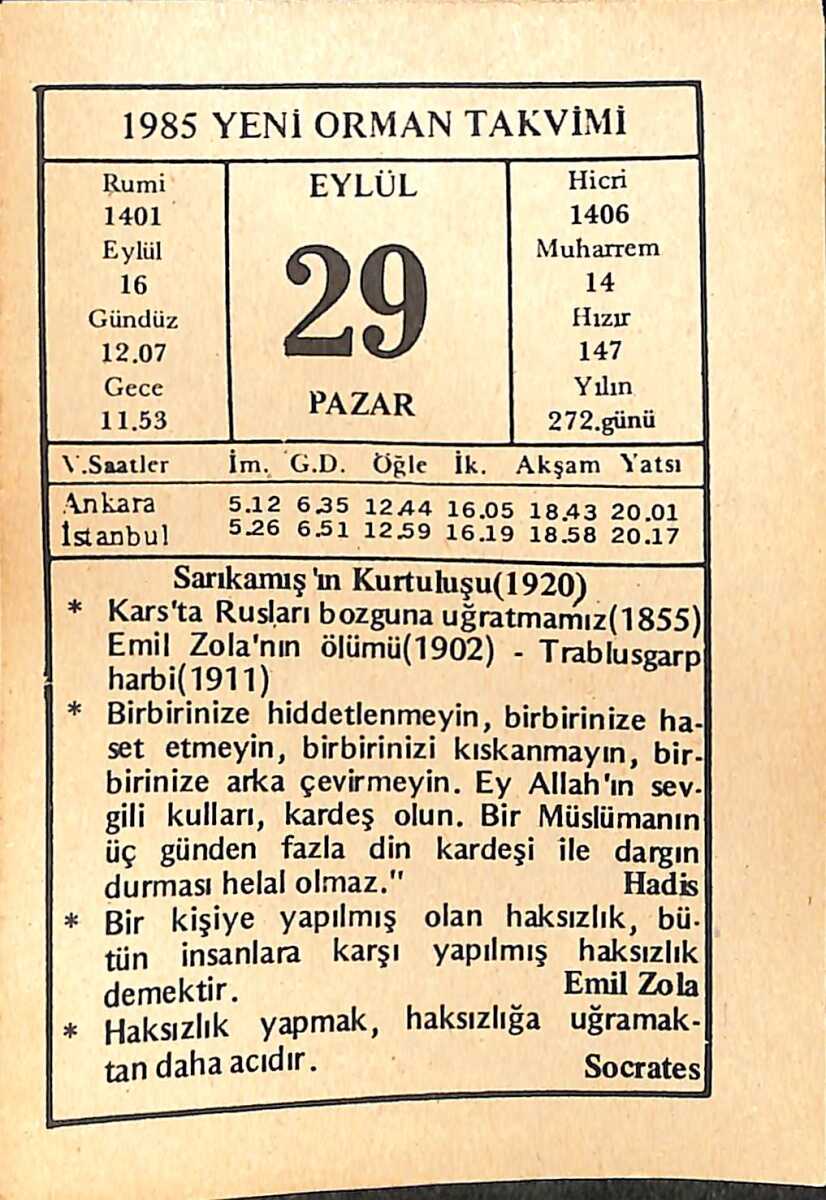 1985 YENİ ORMAN TAKVİMİ
Rumi
1401
Eylül
16
Gündüz
12.07
Gece
11.53
EYLÜL
29
PAZAR
Hicri
1406
Muharrem
14
Hızır
147
Yılın
272.günü
V.Saatler İm. G.D. Öğle İk. Akşam Yatsı
Ankara 5.12 6.35 12.44 16.05 18.43 20.01
İstanbul 5.26 6.51 12.59 16.19 18.58 20.17
Sarıkamış'ın Kurtuluşu(1920)
* Kars'ta Rusları bozguna uğratmamız(1855)
Emil Zola'nın ölümü(1902) - Trablusgarp
harbi(1911)
* Birbirinize hiddetlenmeyin, birbirinize ha-
set etmeyin, birbirinizi kıskanmayın, bir-
birinize arka çevirmeyin. Ey Allah'ın sev-
gili kulları, kardeş olun. Bir Müslümanın
üç günden fazla din kardeşi ile dargın
durması helal olmaz." Hadis
* Bir kişiye yapılmış olan haksızlık, bü-
tün insanlara karşı yapılmış haksızlık
demektir. Emil Zola
* Haksızlık yapmak, haksızlığa uğramak-
tan daha acıdır. Socrates